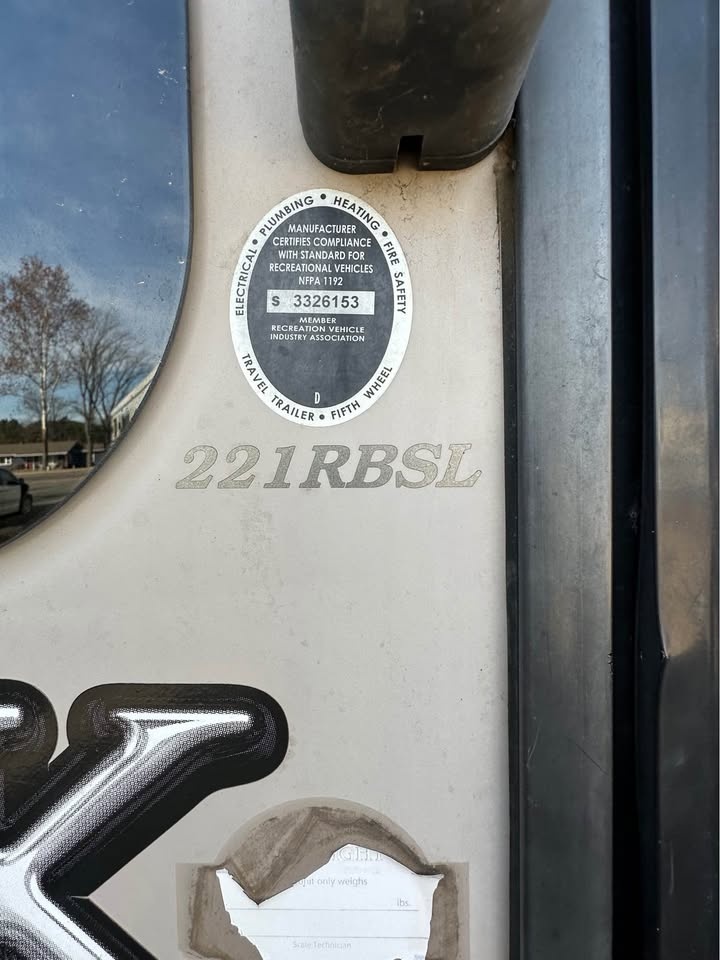 ELECTRICAL • PLUMBING • HEATING • FIRE SAFETY
MANUFACTURER
CERTIFIES COMPLIANCE
WITH STANDARD FOR
RECREATIONAL VEHICLES
NFPA 1192
S 3326153
MEMBER
RECREATION VEHICLE
INDUSTRY ASSOCIATION
D
TRAVEL TRAILER • FIFTH WHEEL
221RBSL
K
only weighs
lbs.
Scale Technician